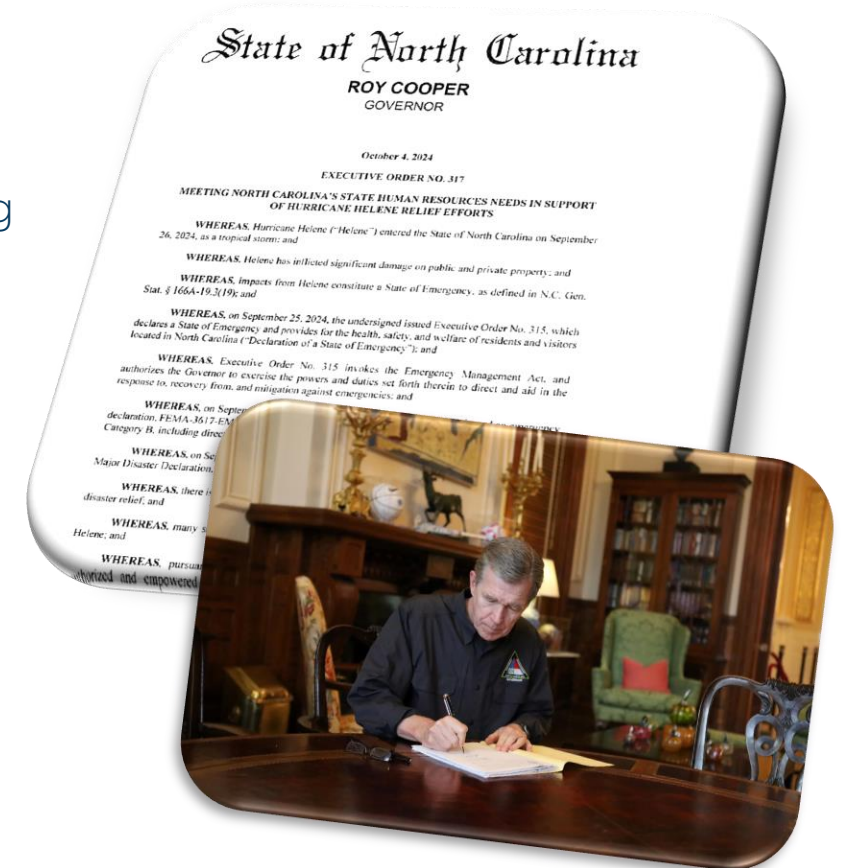 g
State of North Carolina
ROY COOPER
GOVERNOR
October 4, 2024
EXECUTIVE ORDER NO. 317
MEETING NORTH CAROLINA'S STATE HUMAN RESOURCES NEEDS IN SUPPORT
OF HURRICANE HELENE RELIEF EFFORTS
WHEREAS, Hurricane Helene ("Helene") entered the State of North Carolina on September
26, 2024, as a tropical storm; and
WHEREAS, Helene has inflicted significant damage on public and private property; and
WHEREAS, impacts from Helene constitute a State of Emergency, as defined in N.C. Gen.
Stat. § 166A-19.3(19); and
WHEREAS, on September 25, 2024, the undersigned issued Executive Order No. 315, which
declares a State of Emergency and provides for the health, safety, and welfare of residents and visitors
located in North Carolina ("Declaration of a State of Emergency"); and
WHEREAS, Executive Order No. 315 invokes the Emergency Management Act, and
authorizes the Governor to exercise the powers and duties set forth therein to direct and aid in the
response to, recovery from, and mitigation against emergencies; and
WHEREAS, on Septe
declaration, FEMA-3617-EM
Category B, including direc
WHEREAS, on Se
Major Disaster Declaration,
WHEREAS, there i
disaster relief; and
WHEREAS, many s
Helene; and
WHEREAS, pursua
uthorized and empowered